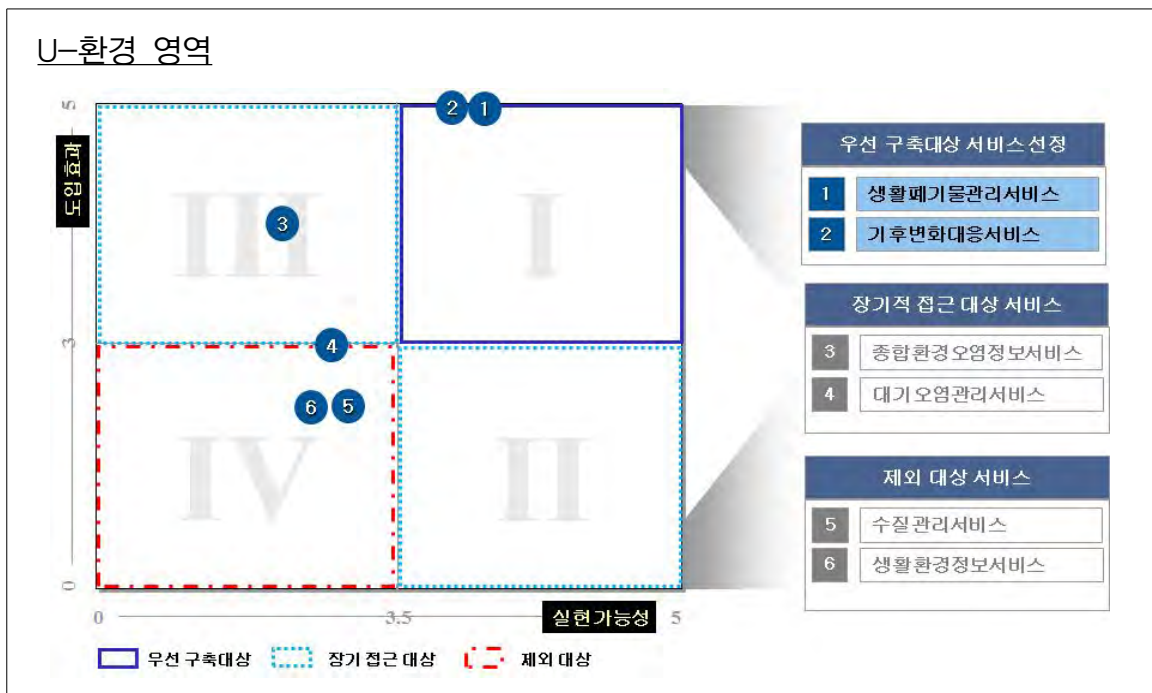 U-환경 영역
5
도입효과
3
0
III
I
IV
II
2
1
3
4
6
5
0
3.5
실현가능성
5
우선 구축대상
장기 접근 대상
제외 대상
우선 구축대상 서비스선정
1 생활폐기물관리서비스
2 기후변화대응서비스
장기적 접근 대상 서비스
3 종합환경오염정보서비스
4 대기오염관리서비스
제외 대상 서비스
5 수질관리서비스
6 생활환경정보서비스